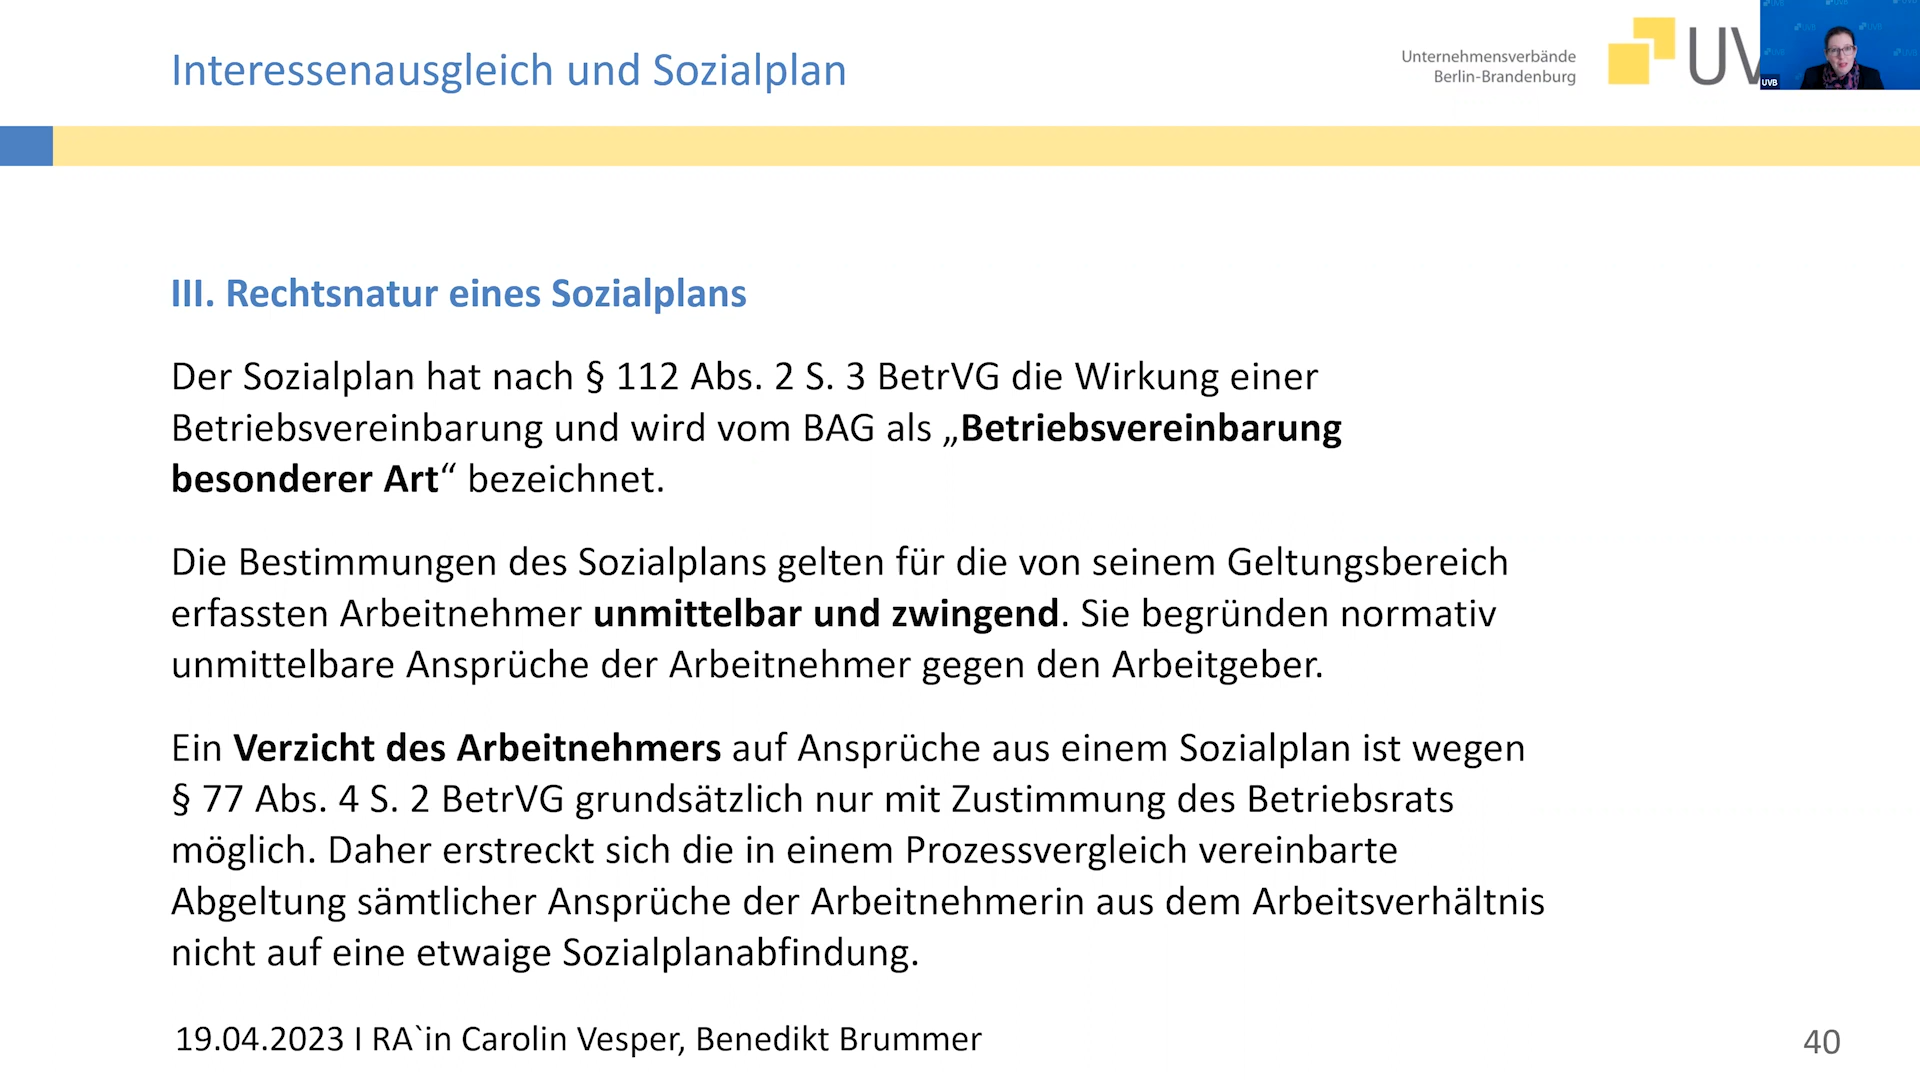 Interessenausgleich und Sozialplan
Unternehmensverbände
Berlin-Brandenburg
UV
UVB
III. Rechtsnatur eines Sozialplans
Der Sozialplan hat nach § 112 Abs. 2 S. 3 BetrVG die Wirkung einer
Betriebsvereinbarung und wird vom BAG als „Betriebsvereinbarung
besonderer Art“ bezeichnet.
Die Bestimmungen des Sozialplans gelten für die von seinem Geltungsbereich
erfassten Arbeitnehmer unmittelbar und zwingend. Sie begründen normativ
unmittelbare Ansprüche der Arbeitnehmer gegen den Arbeitgeber.
Ein Verzicht des Arbeitnehmers auf Ansprüche aus einem Sozialplan ist wegen
§ 77 Abs. 4 S. 2 BetrVG grundsätzlich nur mit Zustimmung des Betriebsrats
möglich. Daher erstreckt sich die in einem Prozessvergleich vereinbarte
Abgeltung sämtlicher Ansprüche der Arbeitnehmerin aus dem Arbeitsverhältnis
nicht auf eine etwaige Sozialplanabfindung.
19.04.2023 I RA`in Carolin Vesper, Benedikt Brummer
40